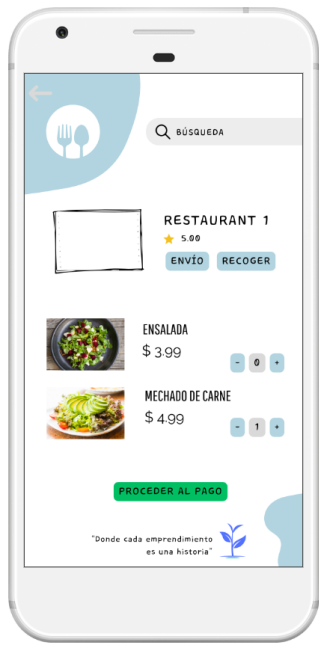 BÚSQUEDA
RESTAURANT 1
5.00
ENVÍO RECOGER
ENSALADA
$ 3.99
- 0 +
MECHADO DE CARNE
$ 4.99
- 1 +
PROCEDER AL PAGO
"Donde cada emprendimiento
es una historia"